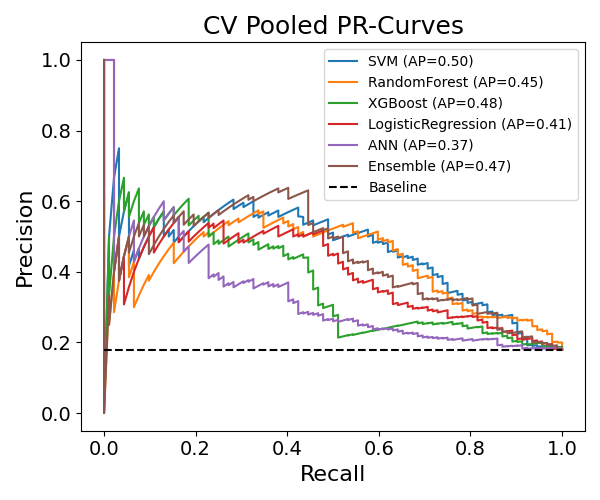 CV Pooled PR-Curves
SVM (AP=0.50)
RandomForest (AP=0.45)
XGBoost (AP=0.48)
LogisticRegression (AP=0.41)
ANN (AP=0.37)
Ensemble (AP=0.47)
Baseline
Precision
1.0
0.8
0.6
0.4
0.2
0.0
0.0 0.2 0.4 0.6 0.8 1.0
Recall